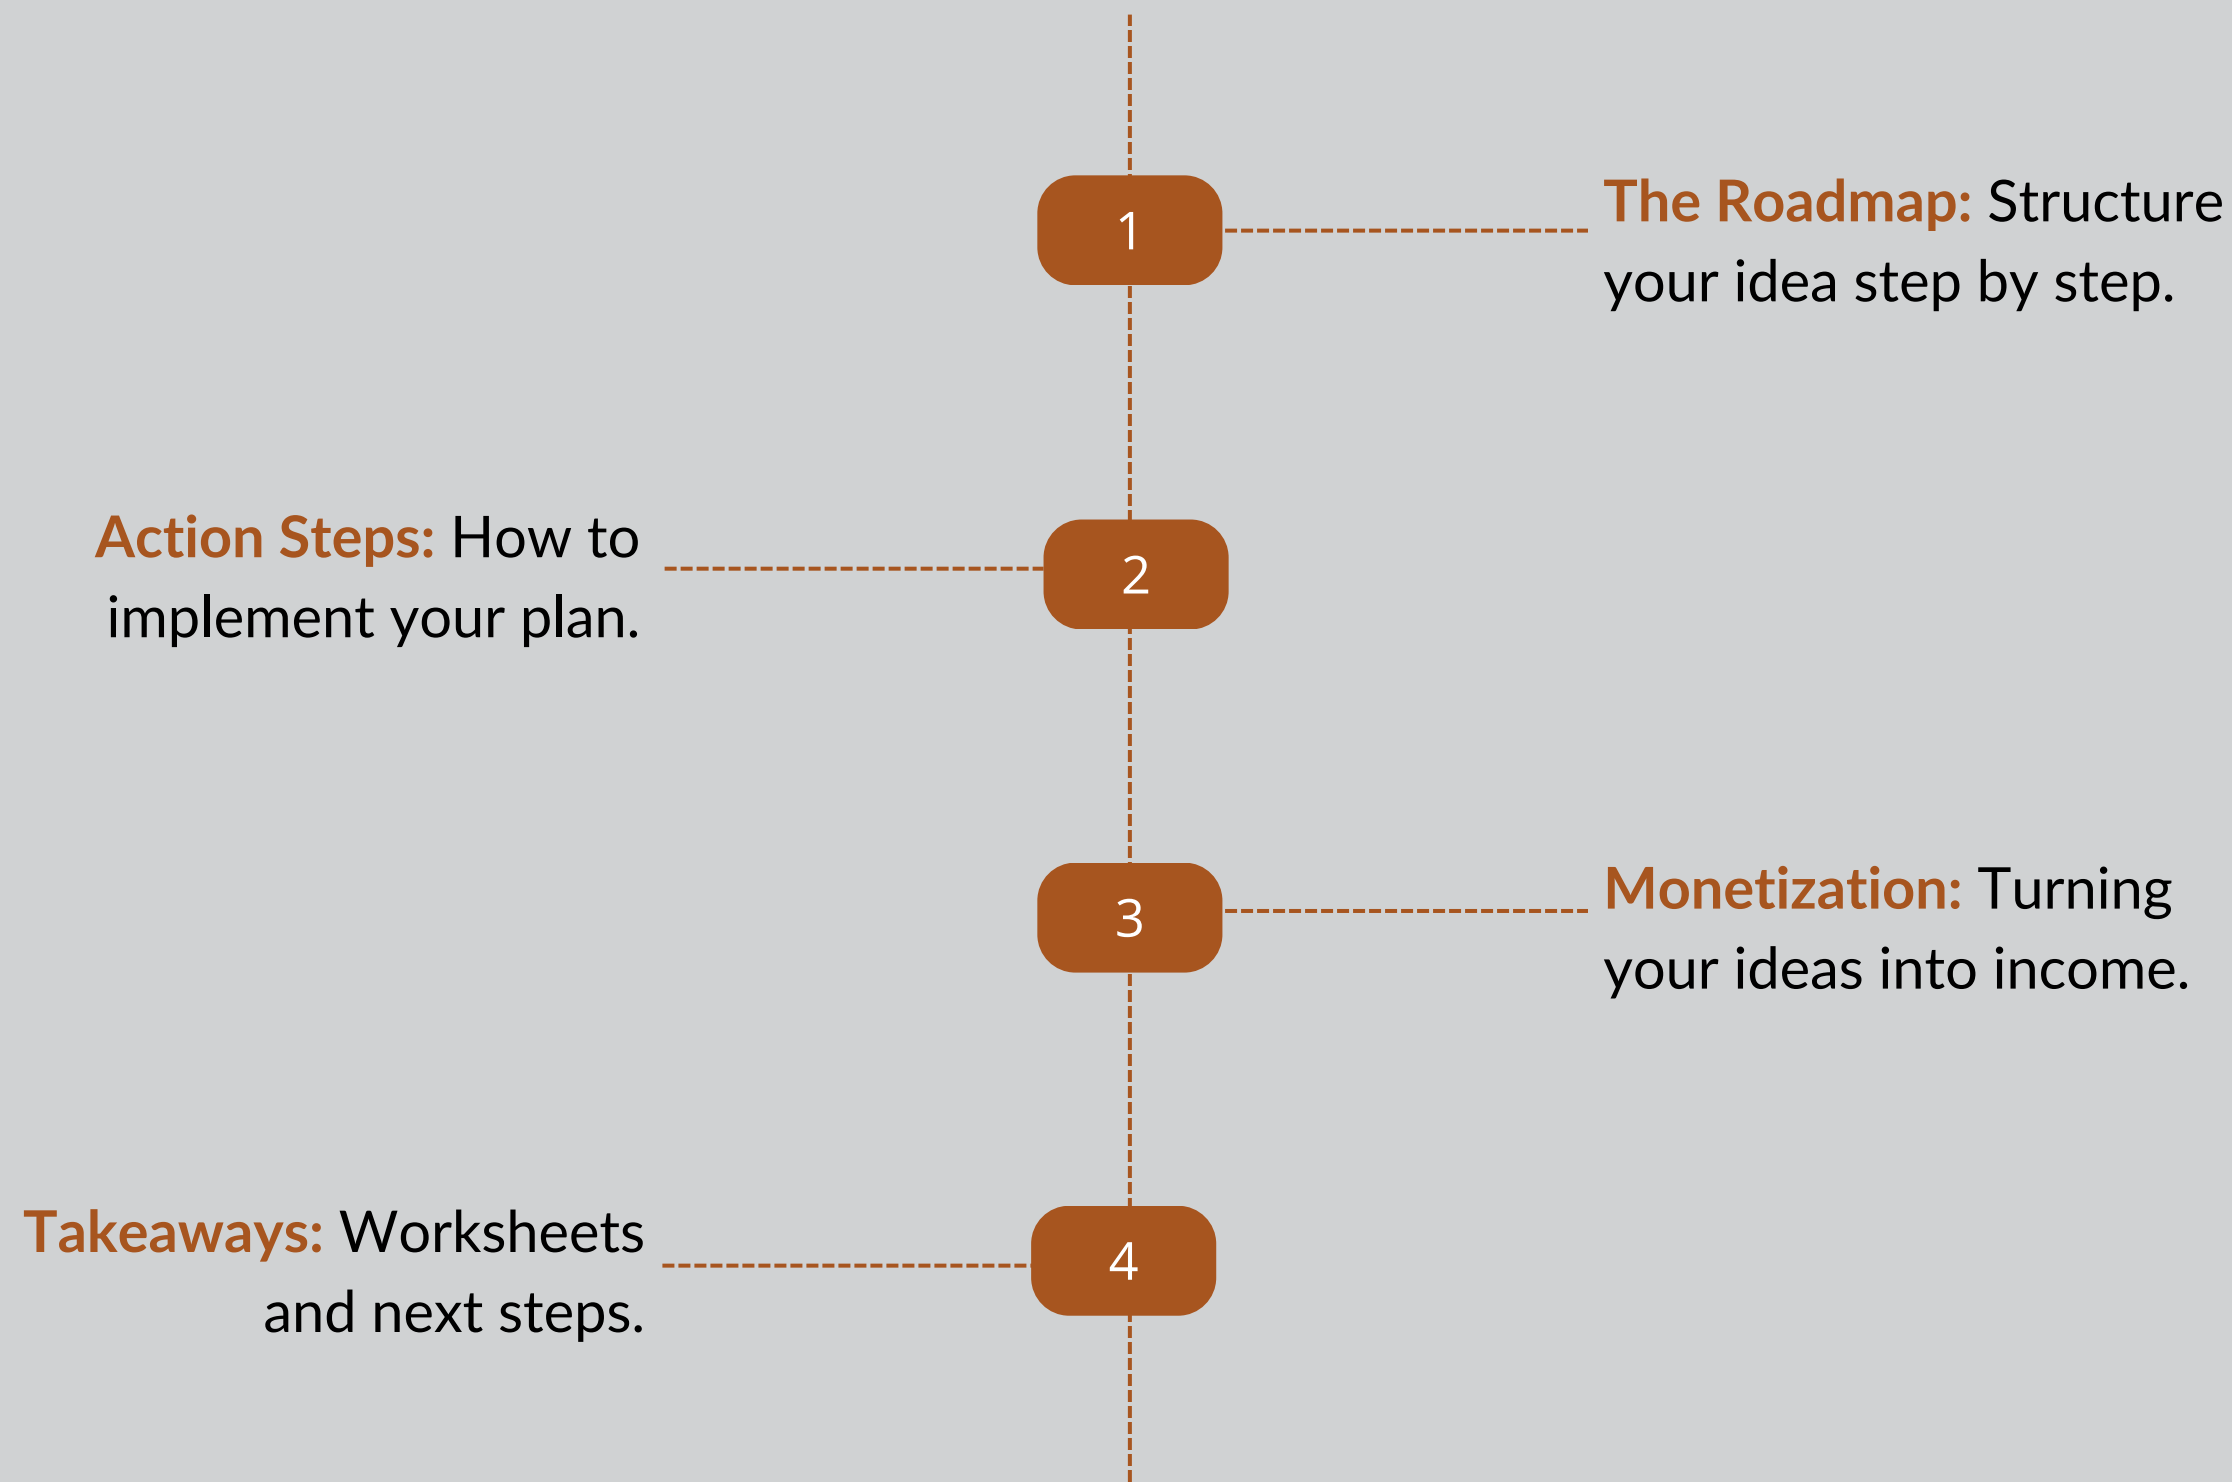 1
The Roadmap: Structure
your idea step by step.
Action Steps: How to
implement your plan.
2
3
Monetization: Turning
your ideas into income.
Takeaways: Worksheets
and next steps.
4